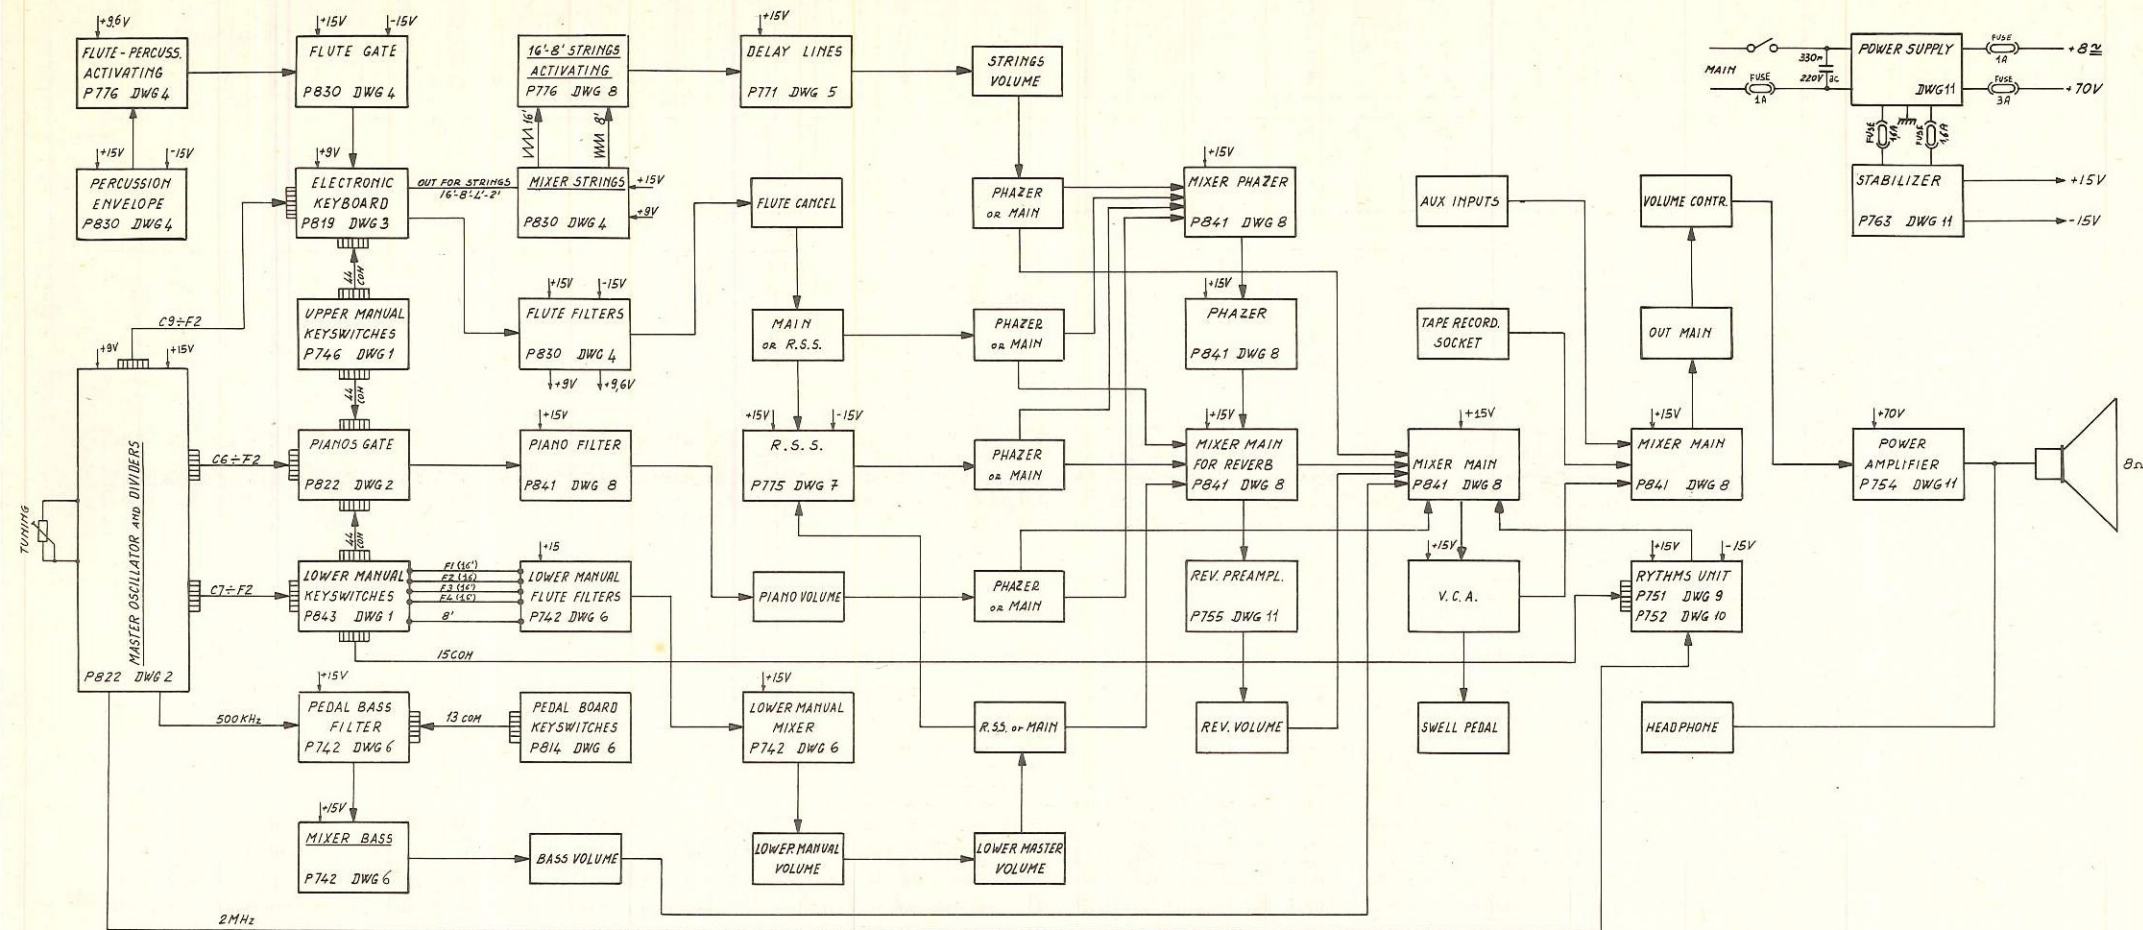 +9,6V
FLUTE-PERCUSS.
ACTIVATING
P776 DWG 4
+15V -15V
FLUTE GATE
P830 DWG 4
16'-8' STRINGS
ACTIVATING
P776 DWG 8
+15V
DELAY LINES
P771 DWG 5
STRINGS
VOLUME
MAIN
FUSE
1A
330n
220V ac
POWER SUPPLY
DWG 11
FUSE
1A
+8
FUSE
3A
+70V
FUSE
FUSE
1,6A
+15V -15V
PERCUSSION
ENVELOPE
P830 DWG 4
+9V
ELECTRONIC
KEYBOARD
P819 DWG 3
OUT FOR STRINGS
16'-8'-4'-2'
16'
8'
MIXER STRINGS
P830 DWG 4
+15V
+9V
FLUTE CANCEL
PHAZER
OR MAIN
+15V
MIXER PHAZER
P841 DWG 8
AUX INPUTS
VOLUME CONTR.
STABILIZER
P763 DWG 11
+15V
-15V
C9÷F2
44
COM
UPPER MANUAL
KEYSWITCHES
P746 DWG 1
+15V -15V
FLUTE FILTERS
P830 DWG 4
+9V +9,6V
MAIN
OR R.S.S.
PHAZER
OR MAIN
+15V
PHAZER
P841 DWG 8
TAPE RECORD.
SOCKET
OUT MAIN
+9V +15V
MASTER OSCILLATOR AND DIVIDERS
P822 DWG 2
TUNING
44
COM
C6÷F2
PIANOS GATE
P822 DWG 2
+15V
PIANO FILTER
P841 DWG 8
+15V -15V
R.S.S.
P775 DWG 7
PHAZER
OR MAIN
+15V
MIXER MAIN
FOR REVERB
P841 DWG 8
+15V
MIXER MAIN
P841 DWG 8
+15V
MIXER MAIN
P841 DWG 8
+70V
POWER
AMPLIFIER
P754 DWG 11
8Ω
44
COM
C7÷F2
LOWER MANUAL
KEYSWITCHES
P843 DWG 1
F1 (16')
F2 (16)
F3 (16')
F4 (16')
8'
+15
LOWER MANUAL
FLUTE FILTERS
P742 DWG 6
PIANO VOLUME
PHAZER
OR MAIN
REV. PREAMPL.
P755 DWG 11
+15V
V.C.A.
+15V -15V
RYTHMS UNIT
P751 DWG 9
P752 DWG 10
15COM
500KHz
+15V
PEDAL BASS
FILTER
P742 DWG 6
13 COM
PEDAL BOARD
KEYSWITCHES
P814 DWG 6
+15V
LOWER MANUAL
MIXER
P742 DWG 6
R.S.S. or MAIN
REV. VOLUME
SWELL PEDAL
HEADPHONE
+15V
MIXER BASS
P742 DWG 6
BASS VOLUME
LOWER MANUAL
VOLUME
LOWER MASTER
VOLUME
2MHz